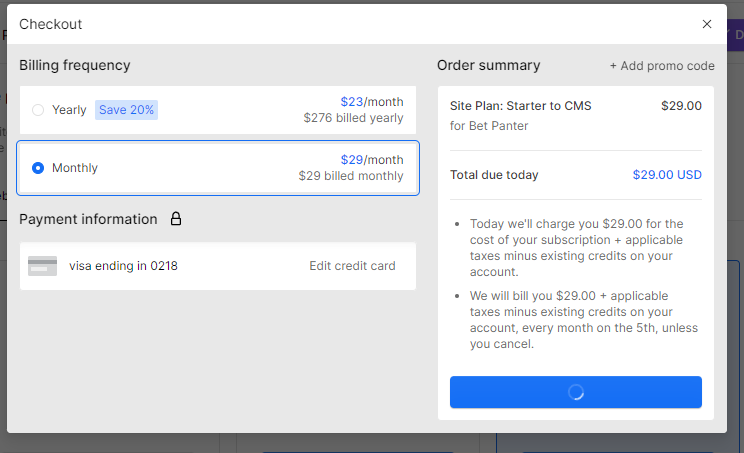 Checkout
Billing frequency
Yearly Save 20%
$23/month
$276 billed yearly
Monthly
$29/month
$29 billed monthly
Payment information
visa ending in 0218 Edit credit card
Order summary + Add promo code
Site Plan: Starter to CMS $29.00
for Bet Panter
Total due today $29.00 USD
Today we'll charge you $29.00 for the
cost of your subscription + applicable
taxes minus existing credits on your
account.
We will bill you $29.00 + applicable
taxes minus existing credits on your
account, every month on the 5th, unless
you cancel.